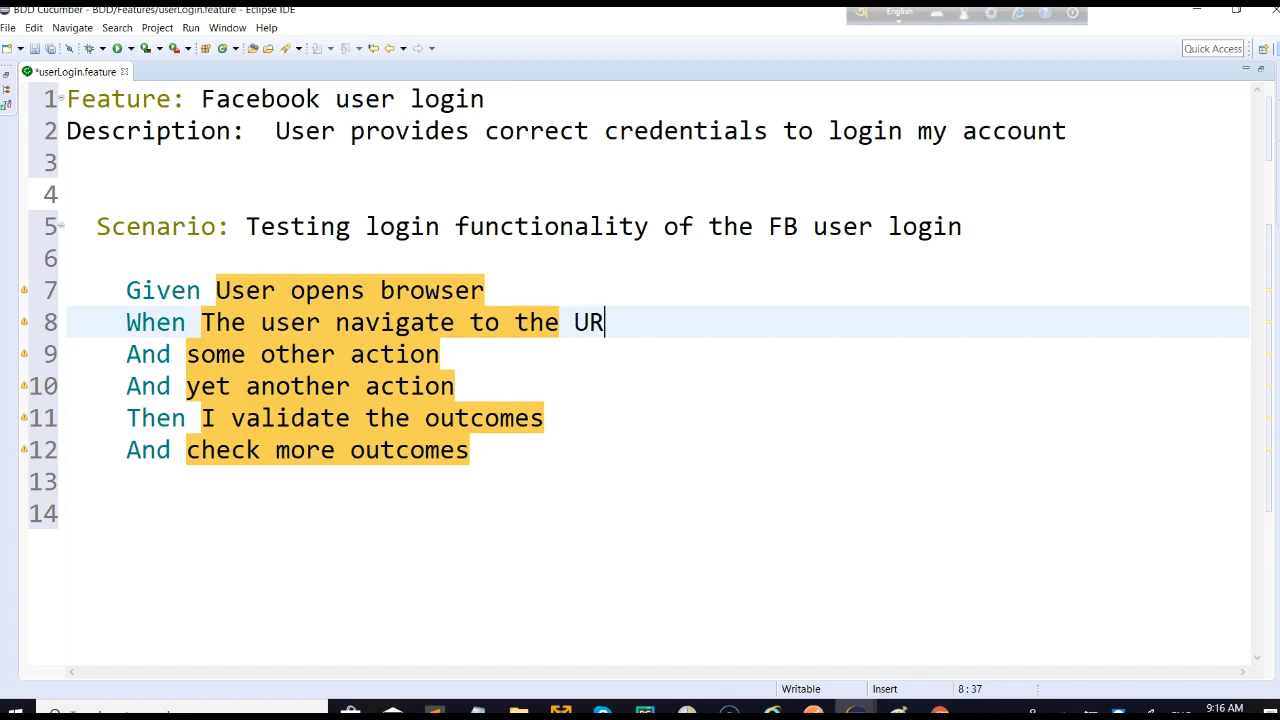 BDD Cucumber - BDD/Features/userLogin.feature - Eclipse IDE
English
File Edit Navigate Search Project Run Window Help
Quick Access
*userLogin.feature
1 Feature: Facebook user login
2 Description:  User provides correct credentials to login my account
3
4
5 Scenario: Testing login functionality of the FB user login
6
7 Given User opens browser
8 When The user navigate to the UR
9 And some other action
10 And yet another action
11 Then I validate the outcomes
12 And check more outcomes
13
14
Writable Insert 8:37
9:16 AM